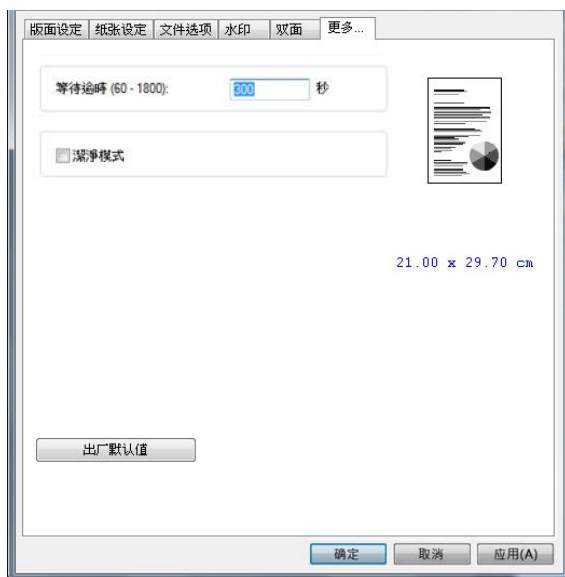 版面设定 纸张设定 文件选项 水印 双面 更多...
等待逾時 (60 - 1800): 300 秒
潔淨模式
21.00 x 29.70 cm
出厂默认值
确定 取消 应用(A)